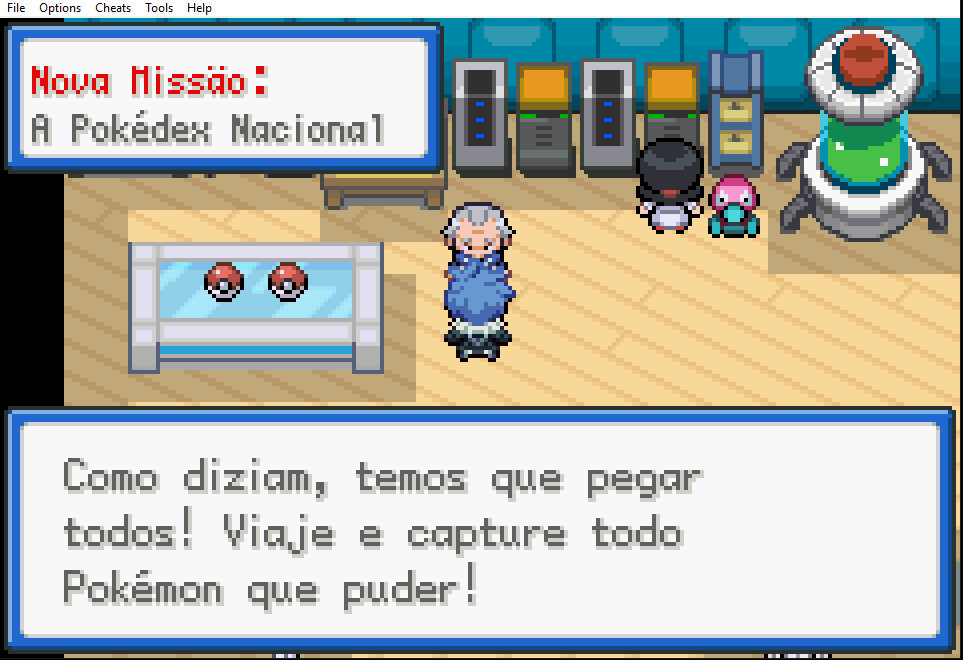 File Options Cheats Tools Help
Nova Missão:
A Pokédex Nacional
Como diziam, temos que pegar
todos! Viaje e capture todo
Pokémon que puder!